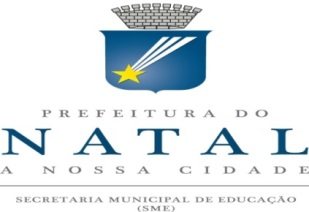 PREFEITURA DO
NATAL
A NOSSA CIDADE
SECRETARIA MUNICIPAL DE EDUCAÇÃO
(SME)